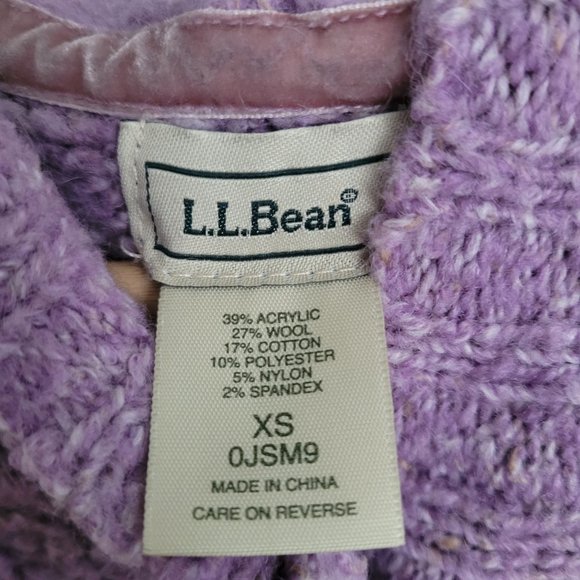 L.L.Bean®
39% ACRYLIC
27% WOOL
17% COTTON
10% POLYESTER
5% NYLON
2% SPANDEX
XS
0JSM9
MADE IN CHINA
CARE ON REVERSE